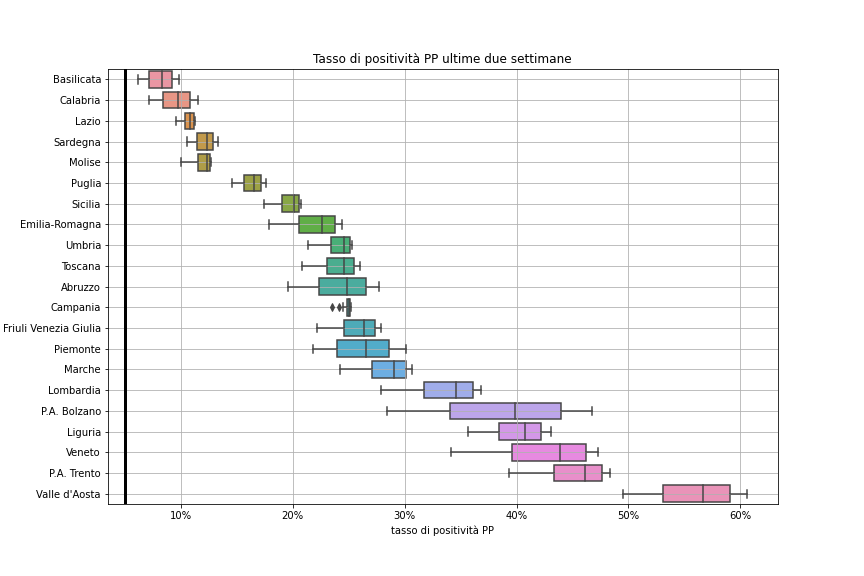 Tasso di positività PP ultime due settimane
Basilicata
Calabria
Lazio
Sardegna
Molise
Puglia
Sicilia
Emilia-Romagna
Umbria
Toscana
Abruzzo
Campania
Friuli Venezia Giulia
Piemonte
Marche
Lombardia
P.A. Bolzano
Liguria
Veneto
P.A. Trento
Valle d'Aosta
10% 20% 30% 40% 50% 60%
tasso di positività PP